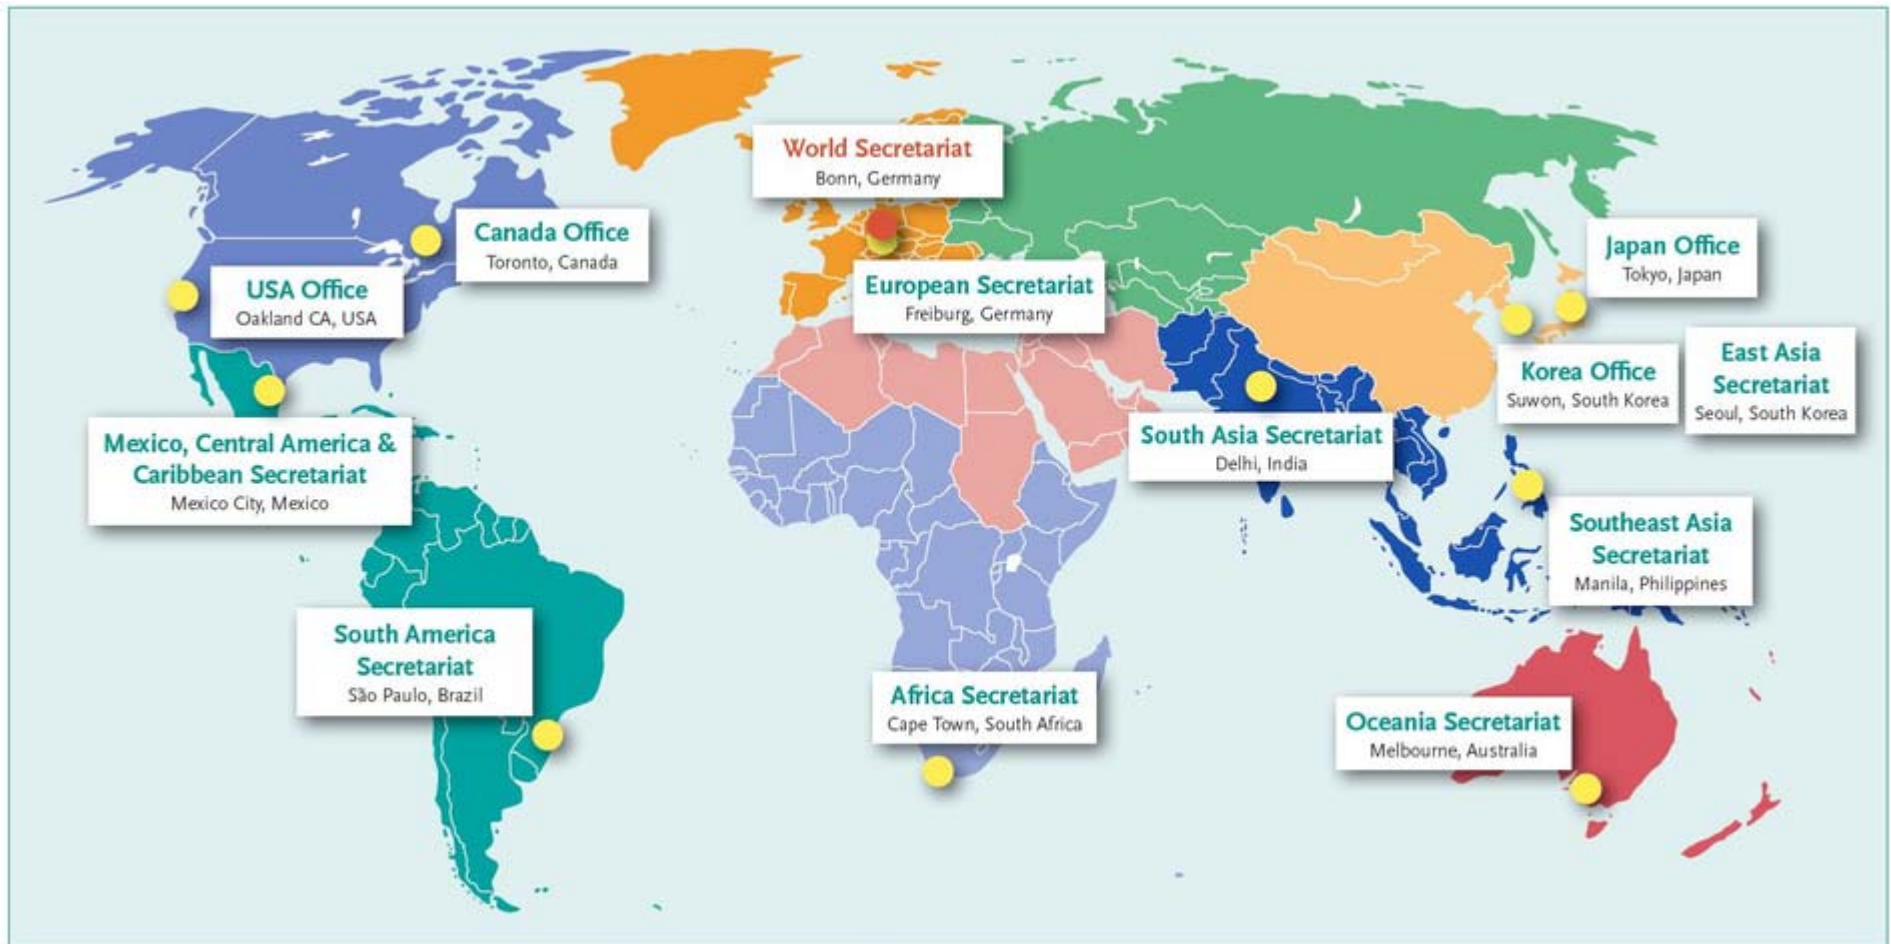 World Secretariat
Bonn, Germany
Canada Office
Toronto, Canada
Japan Office
Tokyo, Japan
USA Office
Oakland CA, USA
European Secretariat
Freiburg, Germany
Korea Office
Suwon, South Korea
East Asia
Secretariat
Seoul, South Korea
Mexico, Central America &
Caribbean Secretariat
Mexico City, Mexico
South Asia Secretariat
Delhi, India
Southeast Asia
Secretariat
Manila, Philippines
South America
Secretariat
São Paulo, Brazil
Africa Secretariat
Cape Town, South Africa
Oceania Secretariat
Melbourne, Australia